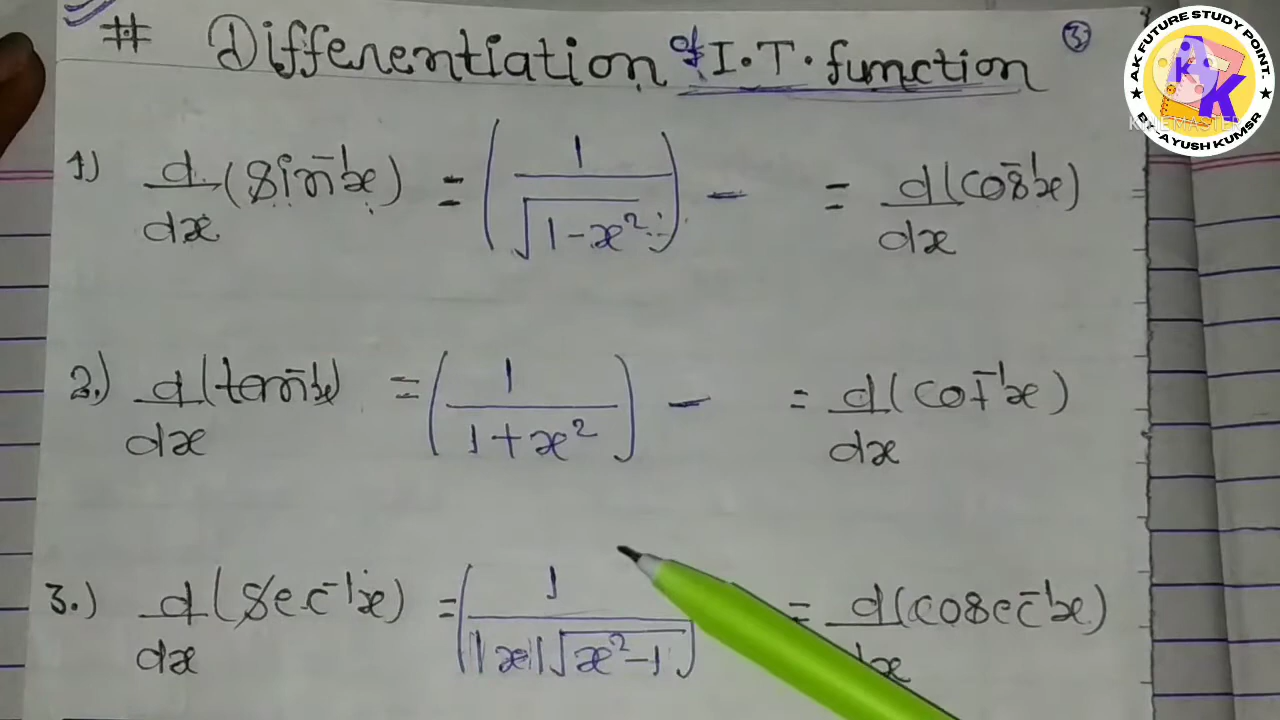 # Differentiation of I.T. function ③
1) d/dx (sin⁻¹x) = (1/√1-x²) - = d/dx (cos⁻¹x)
2.) d/dx (tan⁻¹x) = (1/1+x²) - = d/dx (cot⁻¹x)
3.) d/dx (sec⁻¹x) = (1/|x|√x²-1) = d/dx (cosec⁻¹x)
AK FUTURE STUDY POINT.
K K
BY-AYUSH KUMSR
KINEMASTER